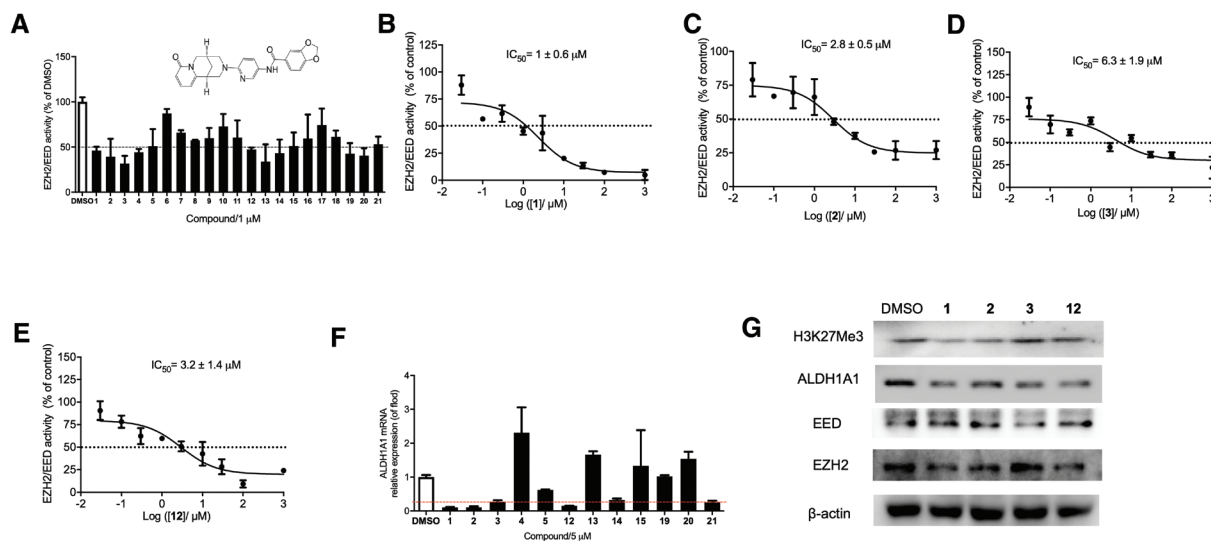 A
EZH2/EED activity (% of DMSO)
150
100
50
0
H
H
O
N
N
N
NH
O
O
O
DMSO 1 2 3 4 5 6 7 8 9 10 11 12 13 14 15 16 17 18 19 20 21
Compound/1 μM
B
EZH2/EED activity (% of control)
125
100
75
50
25
0
IC50= 1 ± 0.6 μM
-2 -1 0 1 2 3
Log ([1]/ μM)
C
EZH2/EED activity (% of control)
100
75
50
25
0
IC50= 2.8 ± 0.5 μM
-2 -1 0 1 2 3
Log ([2]/ μM)
D
EZH2/EED activity (% of control)
125
100
75
50
25
0
IC50= 6.3 ± 1.9 μM
-2 -1 0 1 2 3
Log ([3]/ μM)
E
EZH2/EED activity (% of control)
150
125
100
75
50
25
0
IC50= 3.2 ± 1.4 μM
-2 -1 0 1 2 3
Log ([12]/ μM)
F
ALDH1A1 mRNA
relative expression (of flod)
4
3
2
1
0
DMSO 1 2 3 4 5 12 13 14 15 19 20 21
Compound/5 μM
G
DMSO 1 2 3 12
H3K27Me3
ALDH1A1
EED
EZH2
β-actin